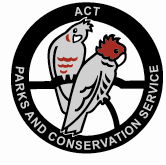 ACT
PARKS AND CONSERVATION SERVICE